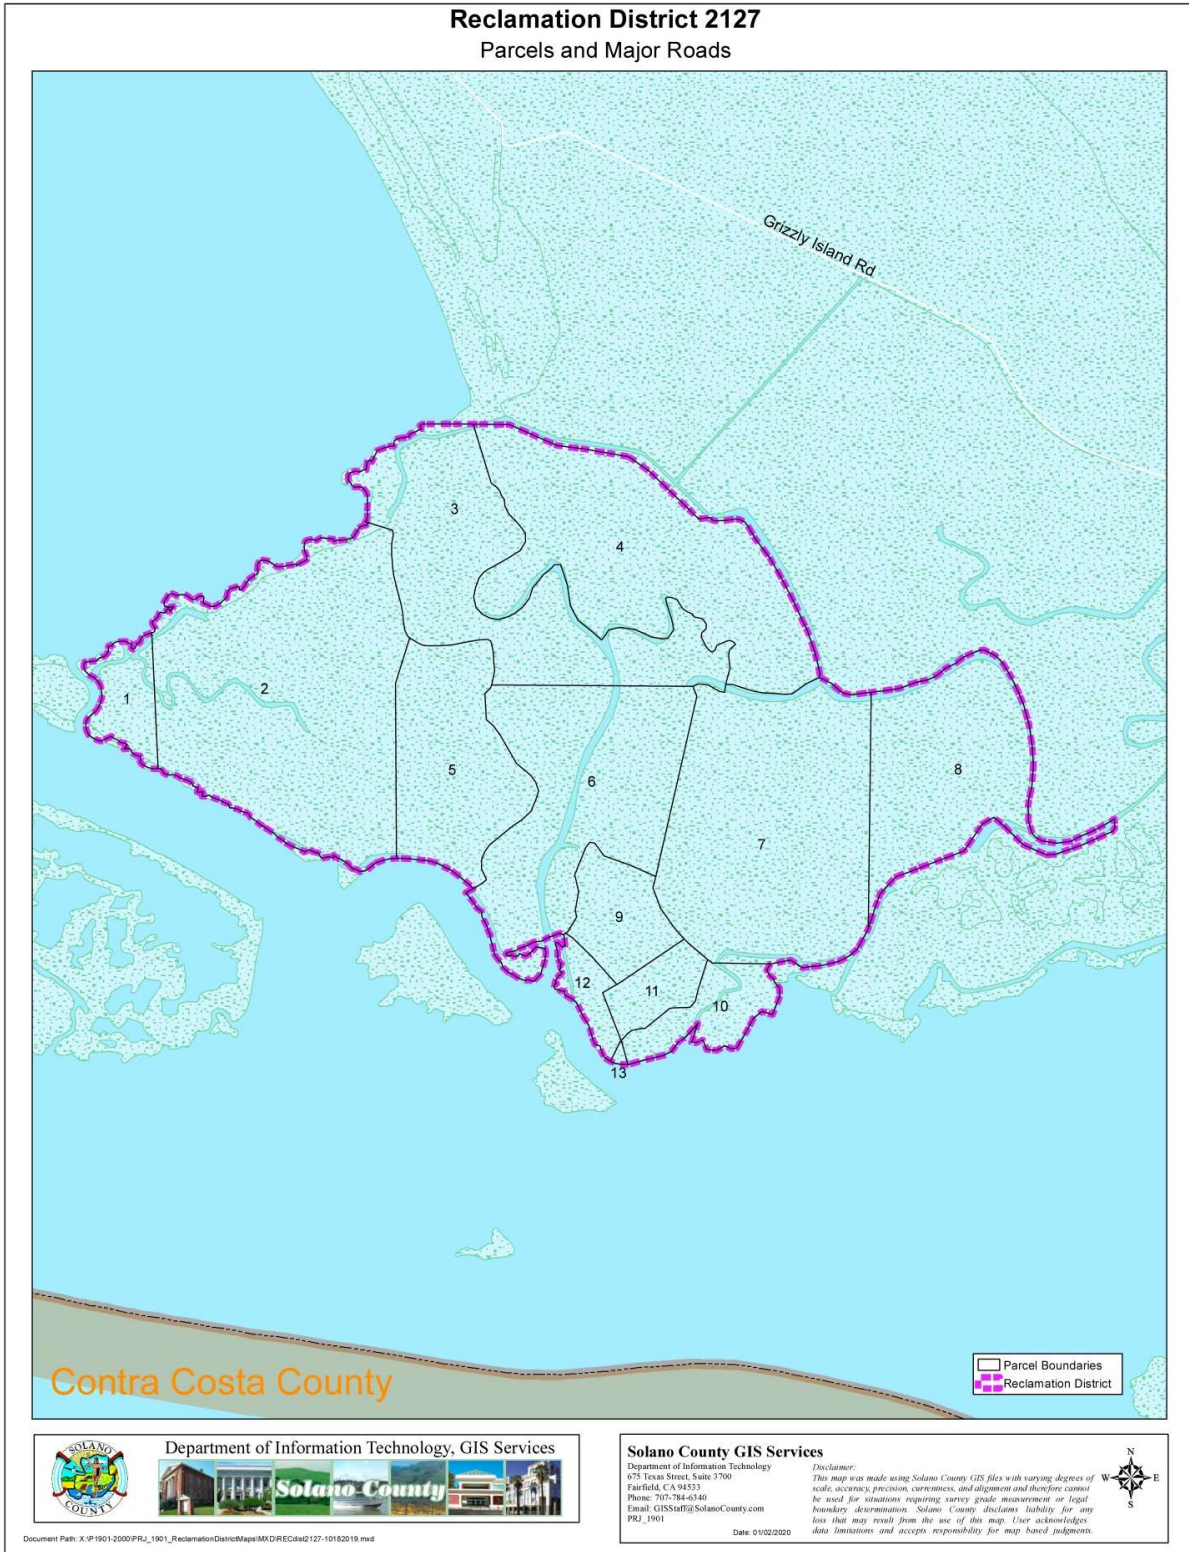 Reclamation District 2127
Parcels and Major Roads
Grizzly Island Rd
3
4
1
2
5
6
8
7
9
12
11
10
13
Contra Costa County
Parcel Boundaries
Reclamation District
SOLANO
COUNTY
Department of Information Technology, GIS Services
Solano County
Solano County GIS Services
Department of Information Technology
675 Texas Street, Suite 3700
Fairfield, CA 94533
Phone: 707-784-6340
Email: GISStaff@SolanoCounty.com
PRJ_1901
Date: 01/02/2020
Disclaimer:
This map was made using Solano County GIS files with varying degrees of
scale, accuracy, precision, currentness, and alignment and therefore cannot
be used for situations requiring survey grade measurement or legal
boundary determination. Solano County disclaims liability for any
loss that may result from the use of this map. User acknowledges
data limitations and accepts responsibility for map based judgments.
N
W
E
S
Document Path: X:\P1901-2000\PRJ_1901_ReclamationDistrictMaps\MXD\RECdist2127-10182019.mxd